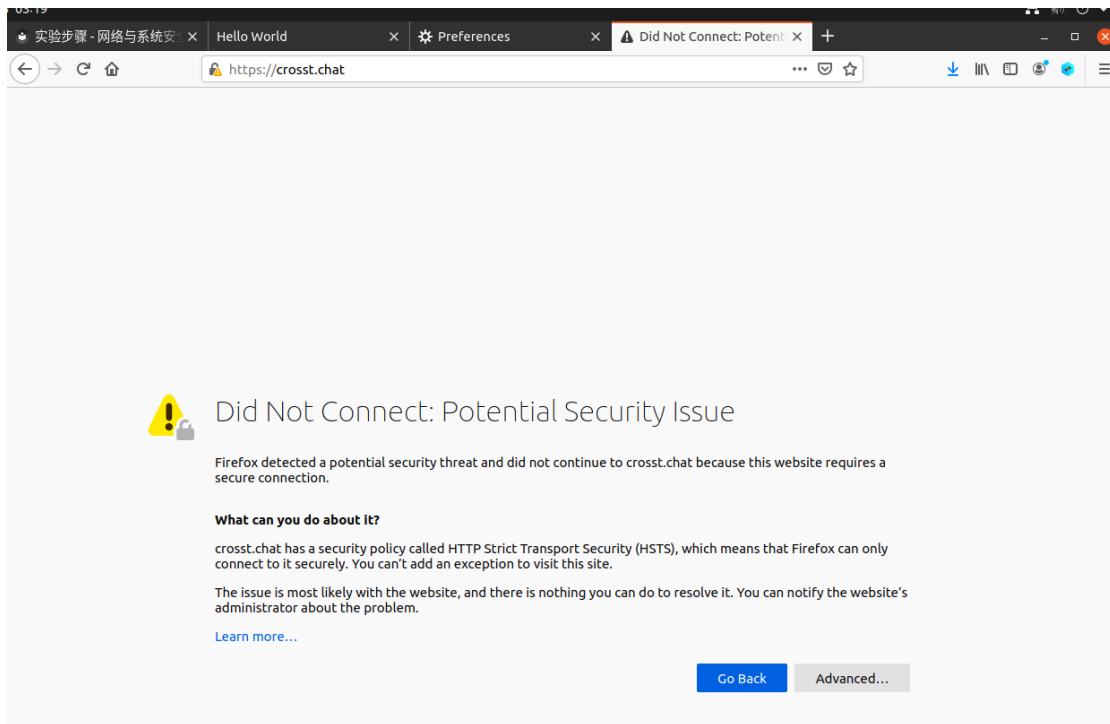 03:19
实验步骤 - 网络与系统安全
Hello World
Preferences
Did Not Connect: Potenti
https://crosst.chat
Did Not Connect: Potential Security Issue
Firefox detected a potential security threat and did not continue to crosst.chat because this website requires a
secure connection.
What can you do about it?
crosst.chat has a security policy called HTTP Strict Transport Security (HSTS), which means that Firefox can only
connect to it securely. You can’t add an exception to visit this site.
The issue is most likely with the website, and there is nothing you can do to resolve it. You can notify the website’s
administrator about the problem.
Learn more…
Go Back
Advanced…